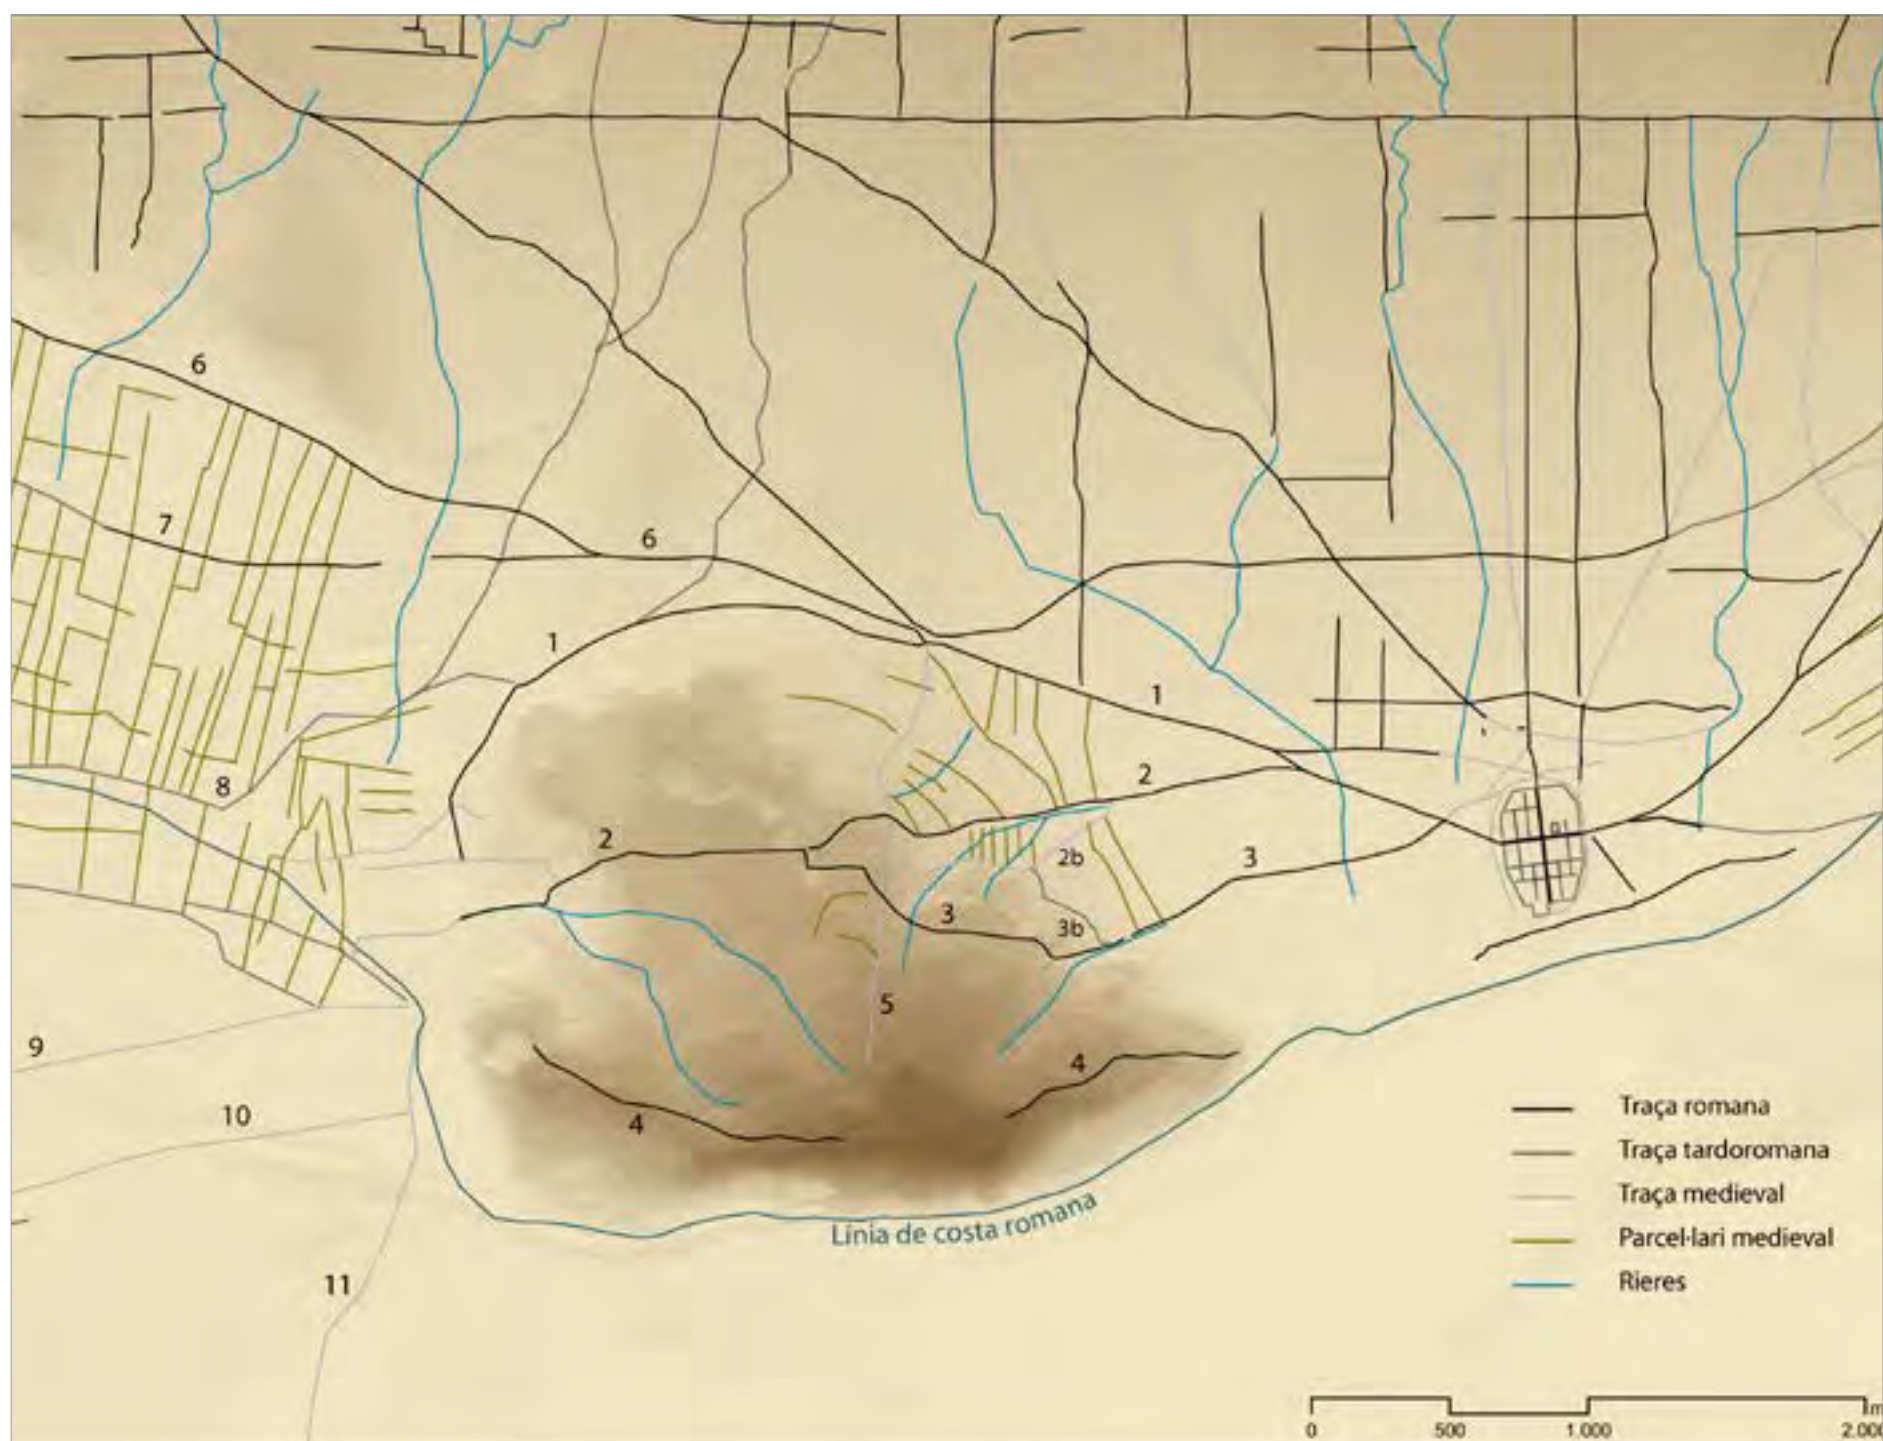 6
7
6
1
1
2
8
2
2b
3
3
3b
5
9
4
10
4
Línia de costa romana
11
Traça romana
Traça tardoromana
Traça medieval
Parcel·lari medieval
Rieres
0 500 1.000 2.000